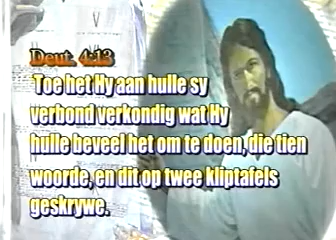 Deut. 4:13
Toe het Hy aan hulle sy
verbond verkondig wat Hy
hulle beveel het om te doen, die tien
woorde, en dit op twee kliptafels
geskrywe.